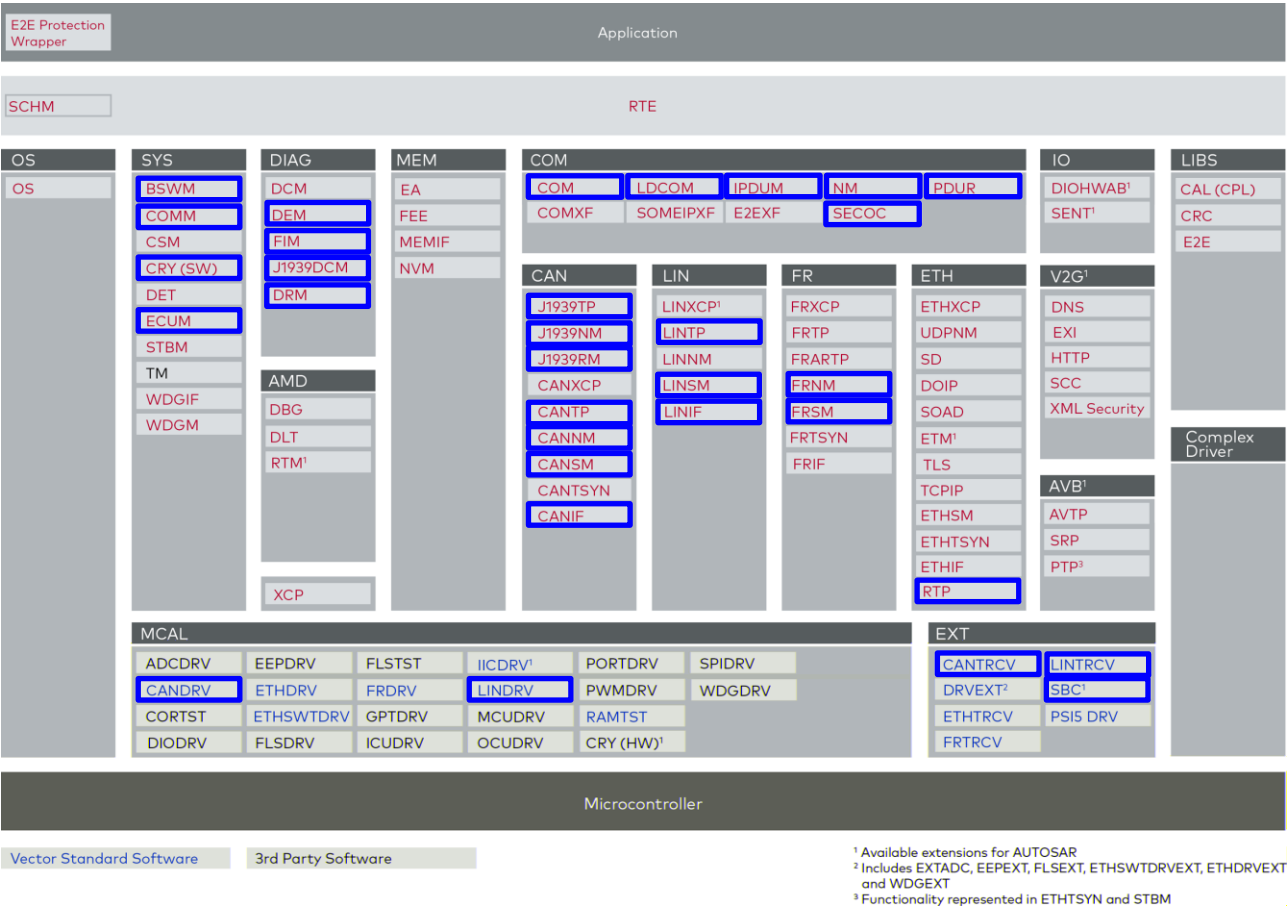 E2E Protection
Wrapper
Application
SCHM
RTE
OS
OS
SYS
BSWM
COMM
CSM
CRY (SW)
DET
ECUM
STBM
TM
WDGIF
WDGM
DIAG
DCM
DEM
FIM
J1939DCM
DRM
AMD
DBG
DLT
RTM¹
XCP
MEM
EA
FEE
MEMIF
NVM
COM
COM LDCOM IPDUM NM PDUR
COMXF SOMEIPXF E2EXF SECOC
CAN
J1939TP
J1939NM
J1939RM
CANXCP
CANTP
CANNM
CANSM
CANTSYN
CANIF
LIN
LINXCP¹
LINTP
LINNM
LINSM
LINIF
FR
FRXCP
FRTP
FRARTP
FRNM
FRSM
FRTSYN
FRIF
ETH
ETHXCP
UDPNM
SD
DOIP
SOAD
ETM¹
TLS
TCPIP
ETHSM
ETHTSYN
ETHIF
RTP
IO
DIOHWAB¹
SENT¹
V2G¹
DNS
EXI
HTTP
SCC
XML Security
AVB¹
AVTP
SRP
PTP³
LIBS
CAL (CPL)
CRC
E2E
Complex
Driver
MCAL
ADCDRV EEPDRV FLSTST IICDRV¹ PORTDRV SPIDRV
CANDRV ETHDRV FRDRV LINDRV PWMDRV WDGDRV
CORTST ETHSWTDRV GPTDRV MCUDRV RAMTST
DIODRV FLSDRV ICUDRV OCUDRV CRY (HW)¹
EXT
CANTRCV LINTRCV
DRVEXT² SBC¹
ETHTRCV PSI5 DRV
FRTRCV
Microcontroller
Vector Standard Software 3rd Party Software
¹ Available extensions for AUTOSAR
² Includes EXTADC, EEPEXT, FLSEXT, ETHSWTDRVEXT, ETHDRVEXT
and WDGEXT
³ Functionality represented in ETHTSYN and STBM